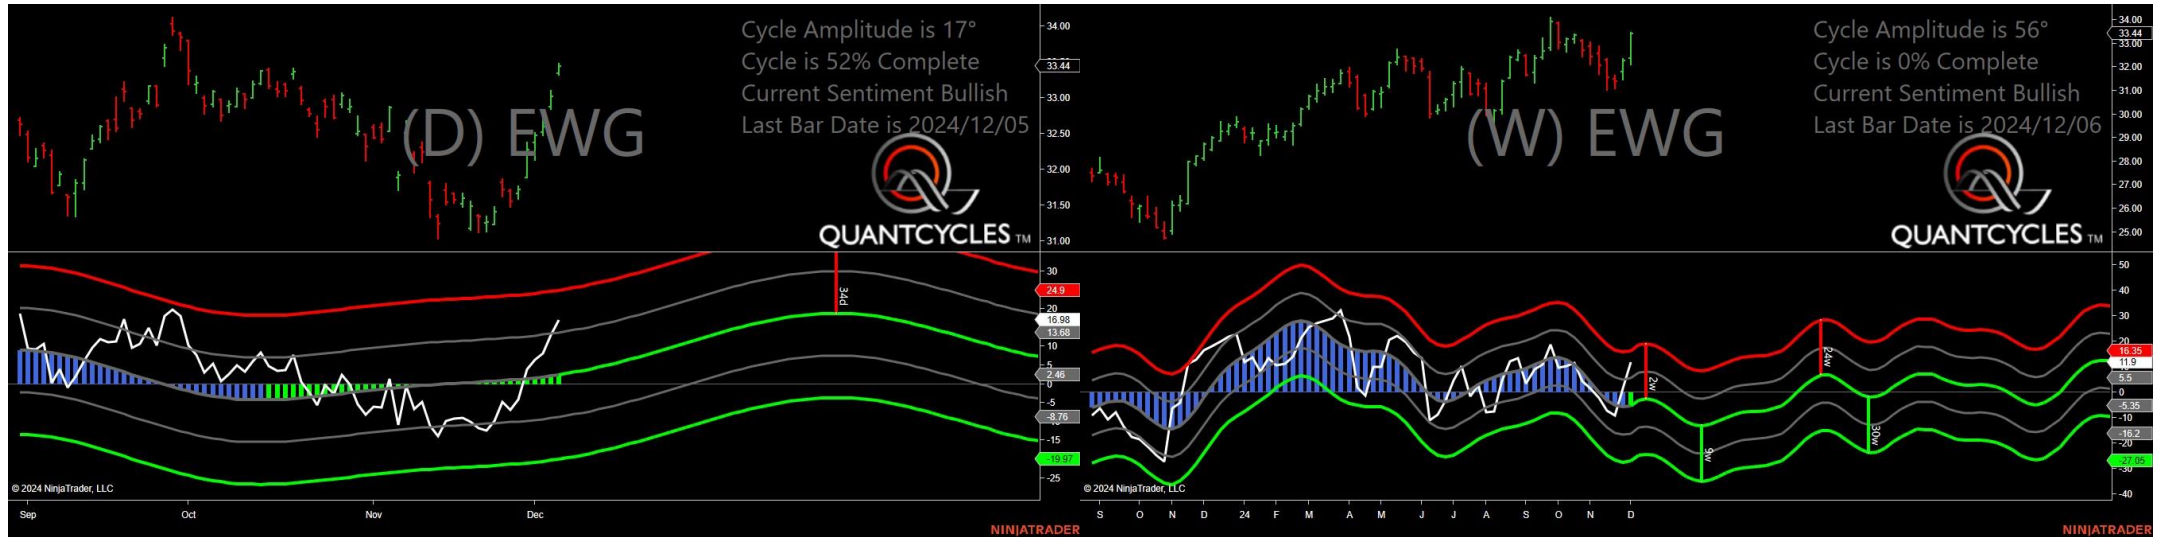 Cycle Amplitude is 17°
Cycle is 52% Complete
Current Sentiment Bullish
Last Bar Date is 2024/12/05
(D) EWG
QUANTCYCLES TM
34.00
33.44
33.00
32.50
32.00
31.50
31.00
34d
30
24.9
20
16.98
13.68
10
5
2.46
0
-5
-8.76
-15
-19.97
-25
© 2024 NinjaTrader, LLC
Sep Oct Nov Dec
NINJATRADER
Cycle Amplitude is 56°
Cycle is 0% Complete
Current Sentiment Bullish
Last Bar Date is 2024/12/06
(W) EWG
QUANTCYCLES TM
34.00
33.44
33.00
32.00
31.00
30.00
29.00
28.00
27.00
26.00
25.00
2w
9w
24w
30w
50
40
30
20
16.35
11.9
5.5
0
-5.35
-10
-16.2
-20
-27.05
-30
-40
© 2024 NinjaTrader, LLC
S O N D 24 F M A M J J A S O N D
NINJATRADER